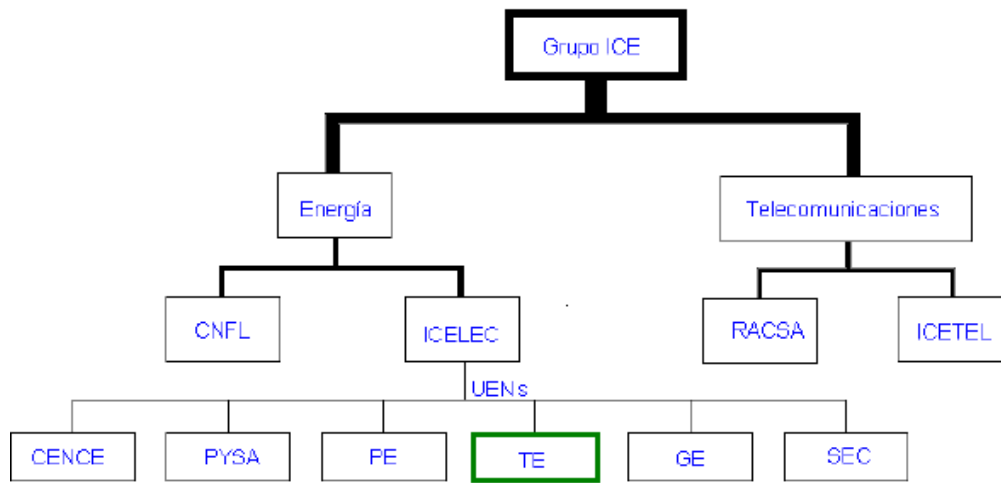 Grupo ICE
Energía
Telecomunicaciones
CNFL
ICELEC
RACSA
ICETEL
UENs
CENCE
PYSA
PE
TE
GE
SEC